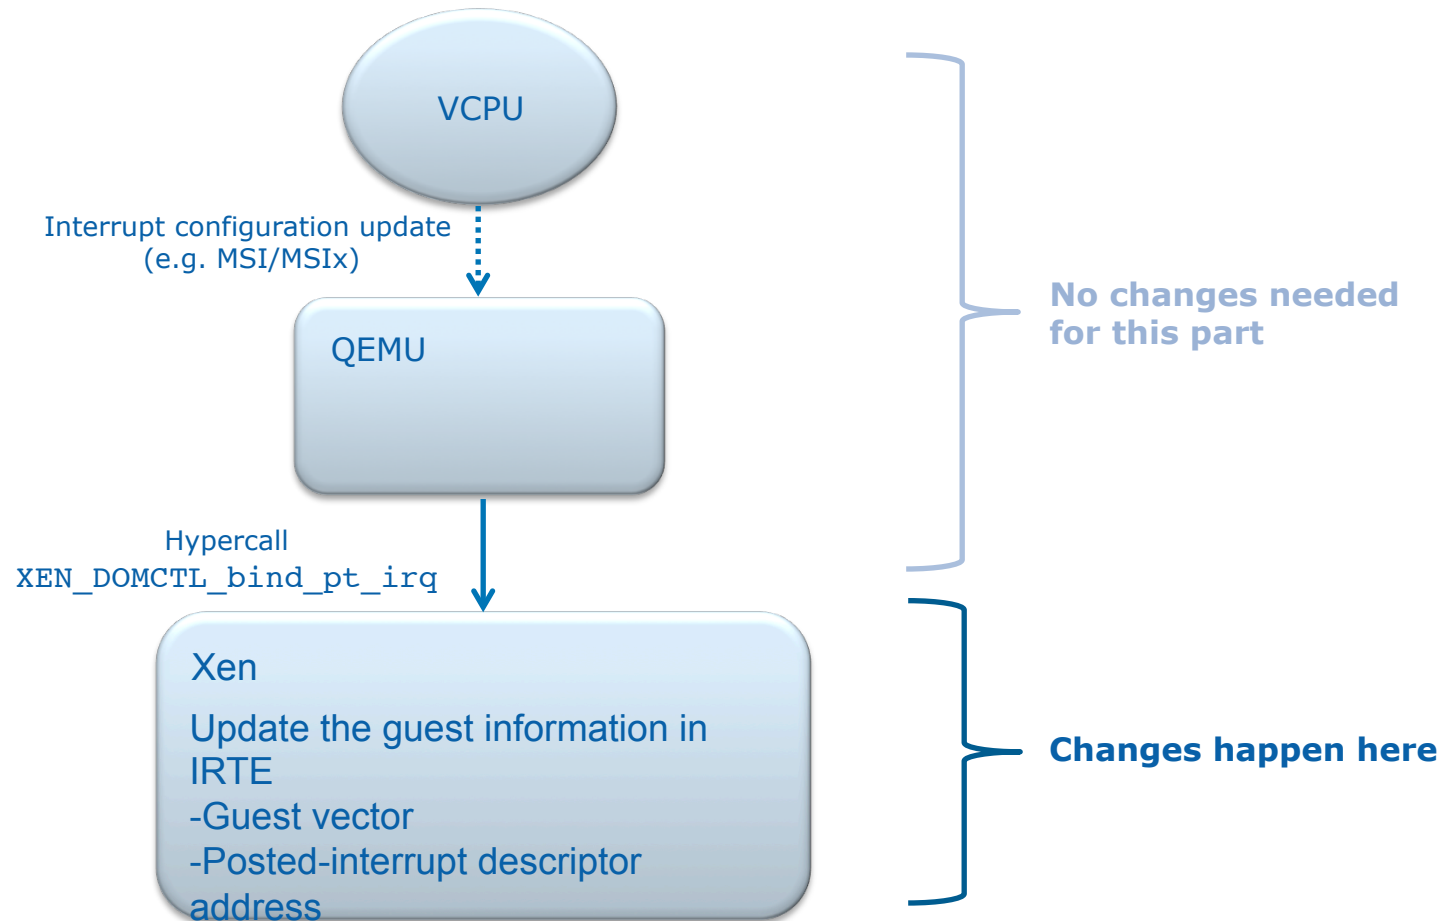 VCPU
Interrupt configuration update
(e.g. MSI/MSIx)
QEMU
No changes needed
for this part
Hypercall
XEN_DOMCTL_bind_pt_irq
Xen
Update the guest information in
IRTE
-Guest vector
-Posted-interrupt descriptor
address
Changes happen here